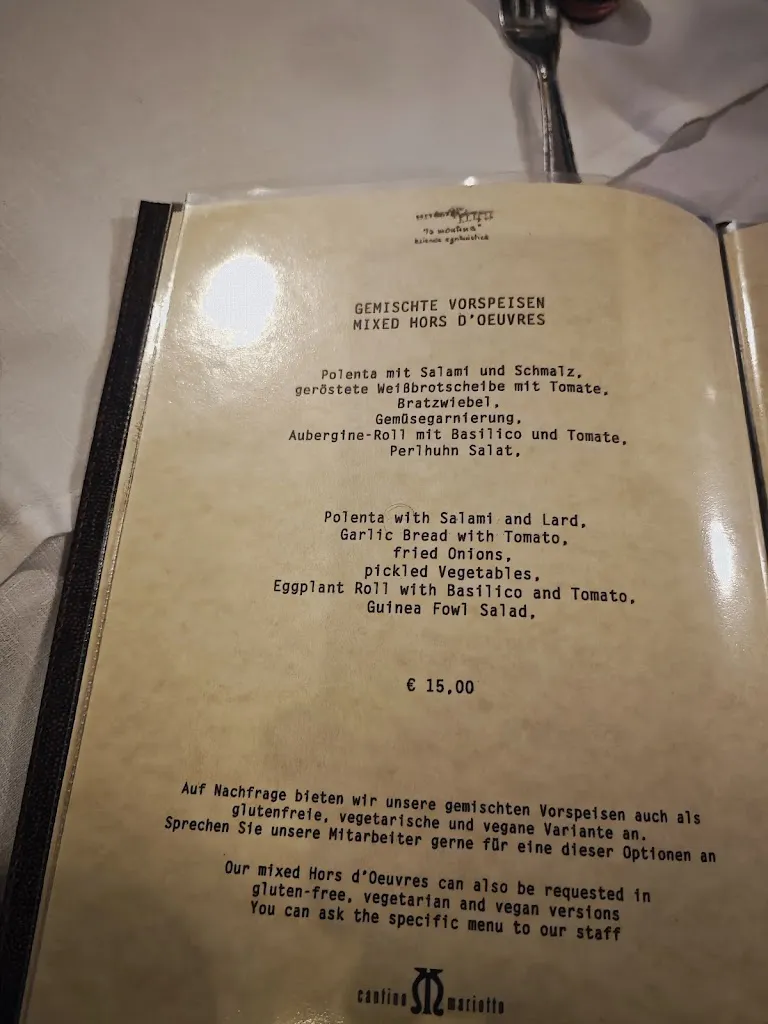 GEMISCHTE VORSPEISEN
MIXED HORS D'OEUVRES
Polenta mit Salami und Schmalz,
geröstete Weißbrotscheibe mit Tomate,
Bratzwiebel,
Gemüsegarnierung,
Aubergine-Roll mit Basilico und Tomate,
Perlhuhn Salat,
Polenta with Salami and Lard,
Garlic Bread with Tomato,
fried Onions,
pickled Vegetables,
Eggplant Roll with Basilico and Tomato,
Guinea Fowl Salad,
€ 15,00
Auf Nachfrage bieten wir unsere gemischten Vorspeisen auch als
glutenfreie, vegetarische und vegane Variante an.
Sprechen Sie unsere Mitarbeiter gerne für eine dieser Optionen an
Our mixed Hors d'Oeuvres can also be requested in
gluten-free, vegetarian and vegan versions
You can ask the specific menu to our staff
cantina mariotto